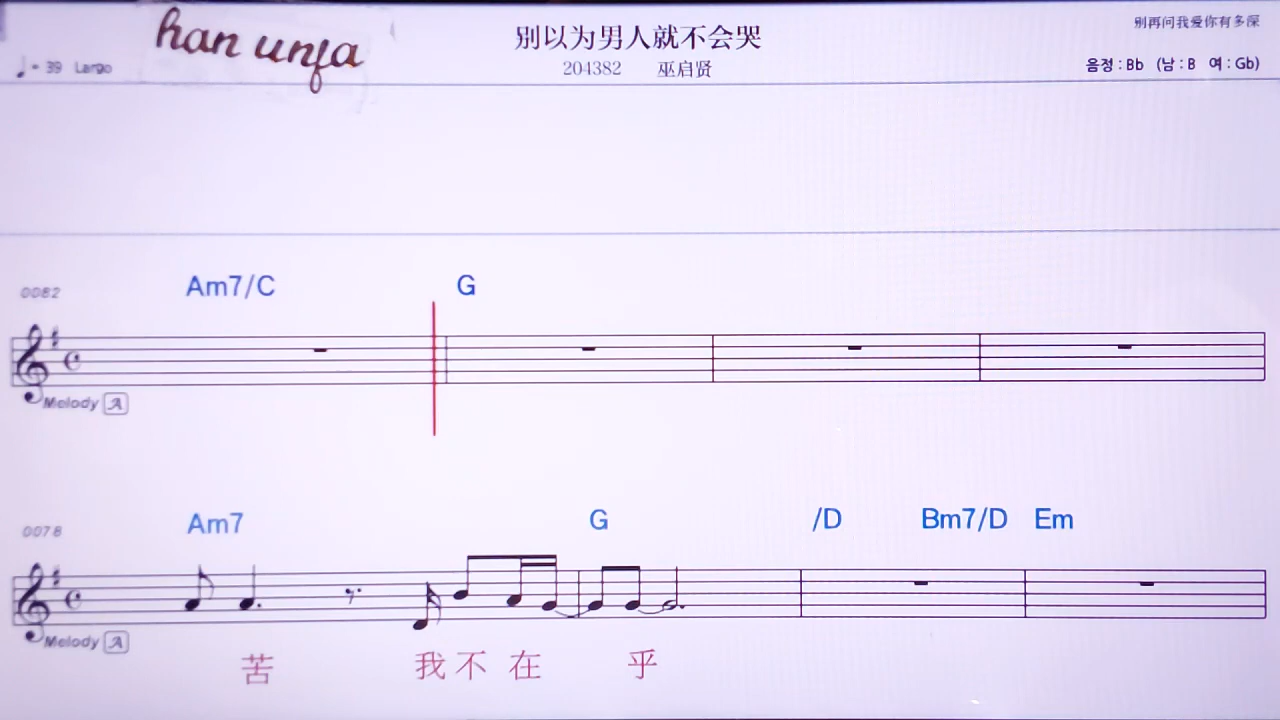 han unfa
♩= 39 Largo
别以为男人就不会哭
204382 巫启贤
别再问我爱你有多深
음정 : Bb (남 : B 여 : Gb)
0082
Am7/C G
Melody A
0078
Am7 G /D Bm7/D Em
Melody A
苦 我 不 在 乎